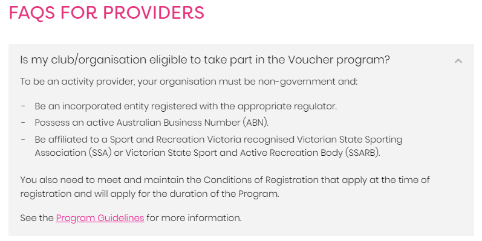 FAQS FOR PROVIDERS
Is my club/organisation eligible to take part in the Voucher program?
To be an activity provider, your organisation must be non-government and:
- Be an incorporated entity registered with the appropriate regulator.
- Possess an active Australian Business Number (ABN).
- Be affiliated to a Sport and Recreation Victoria recognised Victorian State Sporting
Association (SSA) or Victorian State Sport and Active Recreation Body (SSARB).
You also need to meet and maintain the Conditions of Registration that apply at the time of
registration and will apply for the duration of the Program.
See the Program Guidelines for more information.